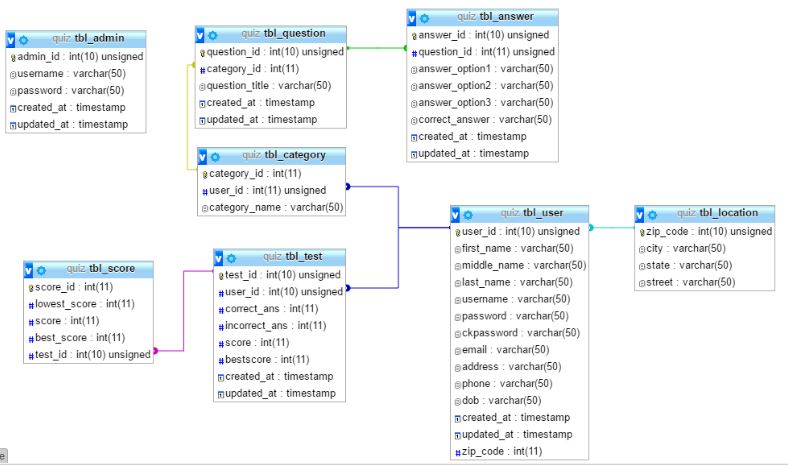 quiz tbl_admin
admin_id : int(10) unsigned
username : varchar(50)
password : varchar(50)
created_at : timestamp
updated_at : timestamp
quiz tbl_question
question_id : int(10) unsigned
category_id : int(11)
question_title : varchar(50)
created_at : timestamp
updated_at : timestamp
quiz tbl_answer
answer_id : int(10) unsigned
question_id : int(11) unsigned
answer_option1 : varchar(50)
answer_option2 : varchar(50)
answer_option3 : varchar(50)
correct_answer : varchar(50)
created_at : timestamp
updated_at : timestamp
quiz tbl_category
category_id : int(11)
user_id : int(11) unsigned
category_name : varchar(50)
quiz tbl_user
user_id : int(10) unsigned
first_name : varchar(50)
middle_name : varchar(50)
last_name : varchar(50)
username : varchar(50)
password : varchar(50)
ckpassword : varchar(50)
email : varchar(50)
address : varchar(50)
phone : varchar(50)
dob : varchar(50)
created_at : timestamp
updated_at : timestamp
zip_code : int(11)
quiz tbl_location
zip_code : int(10) unsigned
city : varchar(50)
state : varchar(50)
street : varchar(50)
quiz tbl_score
score_id : int(11)
lowest_score : int(11)
score : int(11)
best_score : int(11)
test_id : int(10) unsigned
quiz tbl_test
test_id : int(10) unsigned
user_id : int(10) unsigned
correct_ans : int(11)
incorrect_ans : int(11)
score : int(11)
bestscore : int(11)
created_at : timestamp
updated_at : timestamp
e